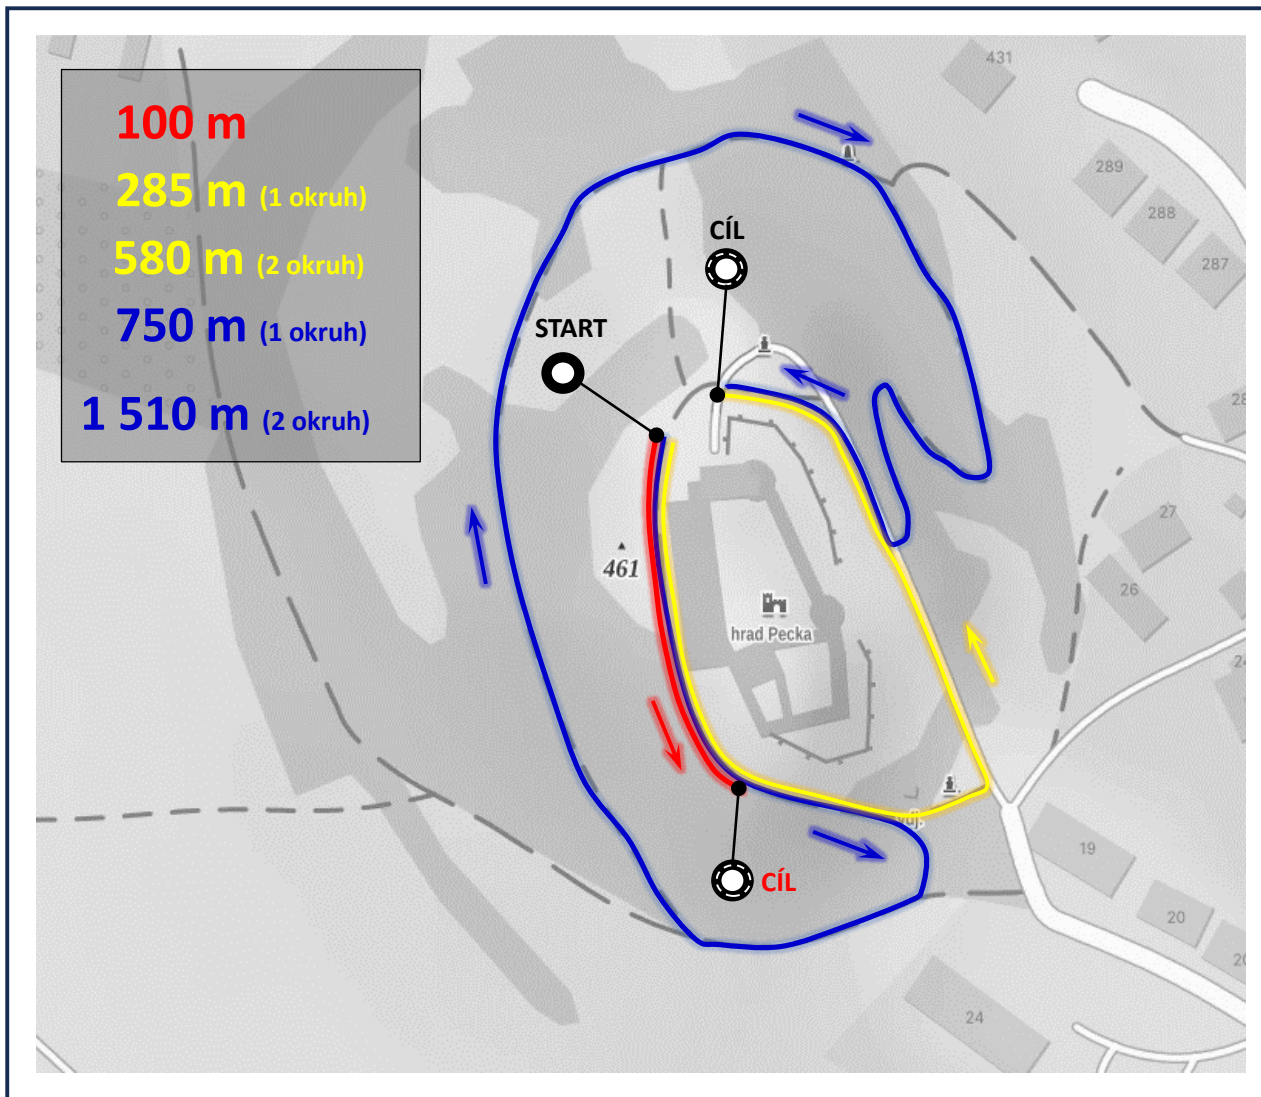 100 m
285 m (1 okruh)
580 m (2 okruh)
750 m (1 okruh)
1 510 m (2 okruh)
431
289
288
287
CÍL
START
27
461
26
hrad Pecka
19
CÍL
20
24